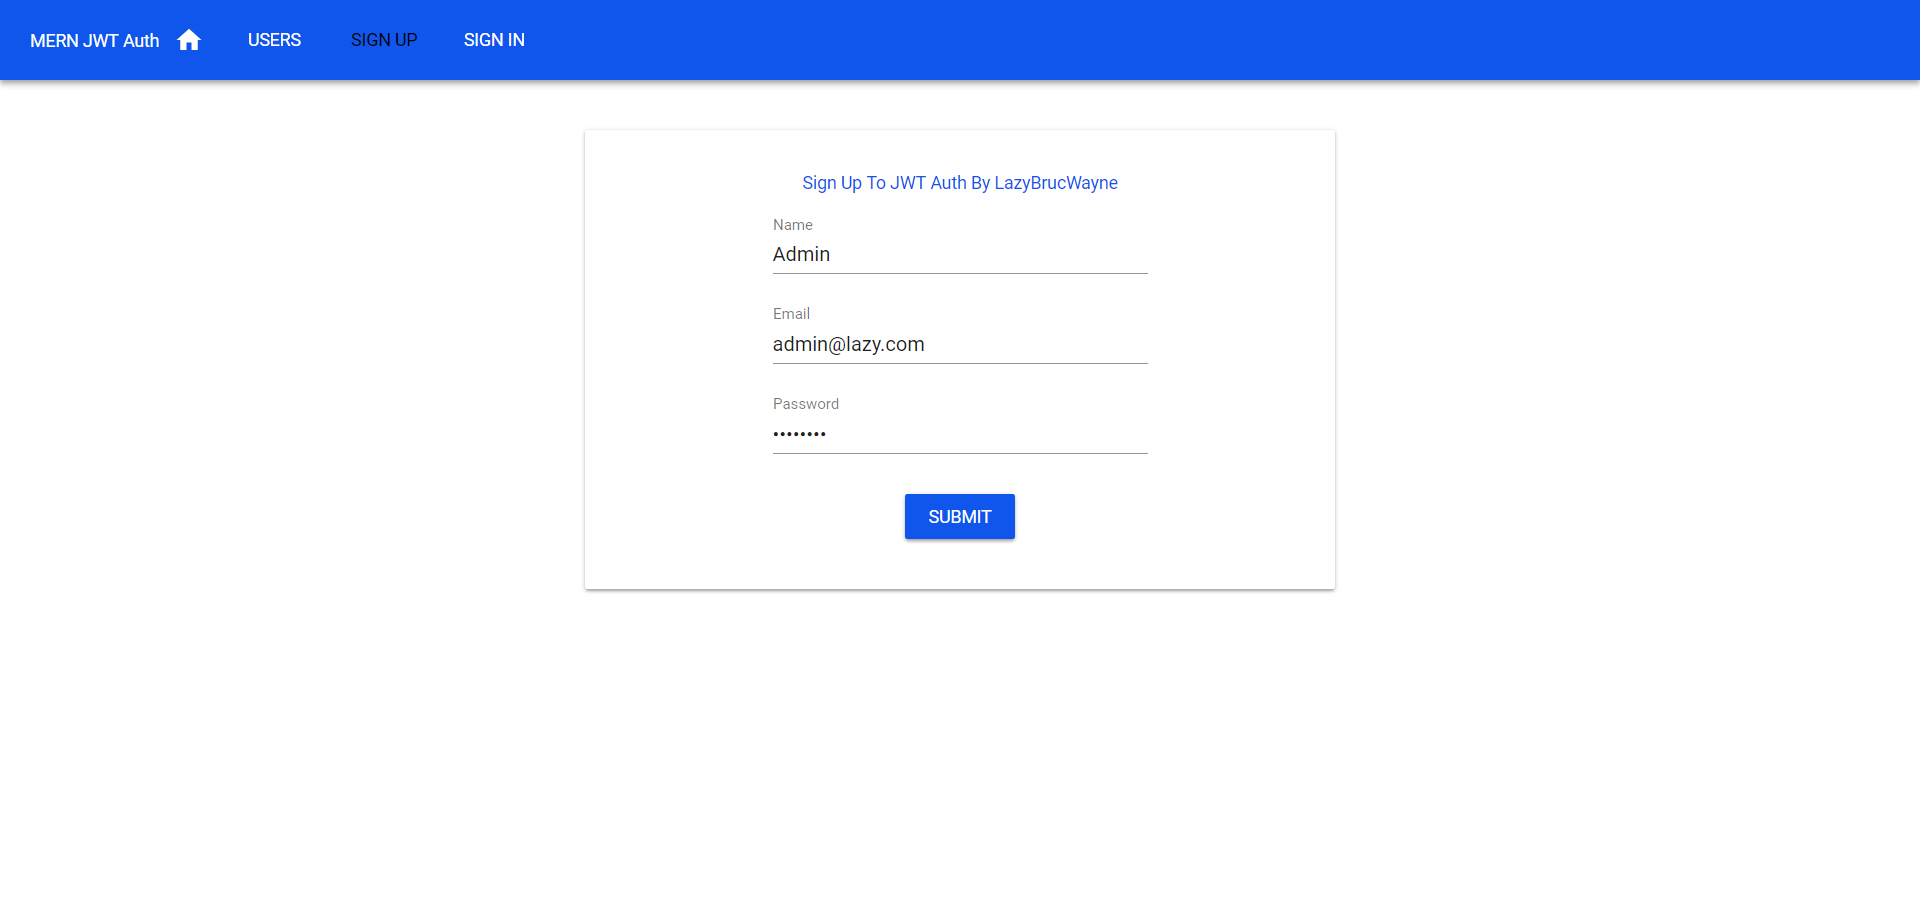 MERN JWT Auth USERS SIGN UP SIGN IN
Sign Up To JWT Auth By LazyBrucWayne
Name
Admin
Email
admin@lazy.com
Password
••••••••
SUBMIT